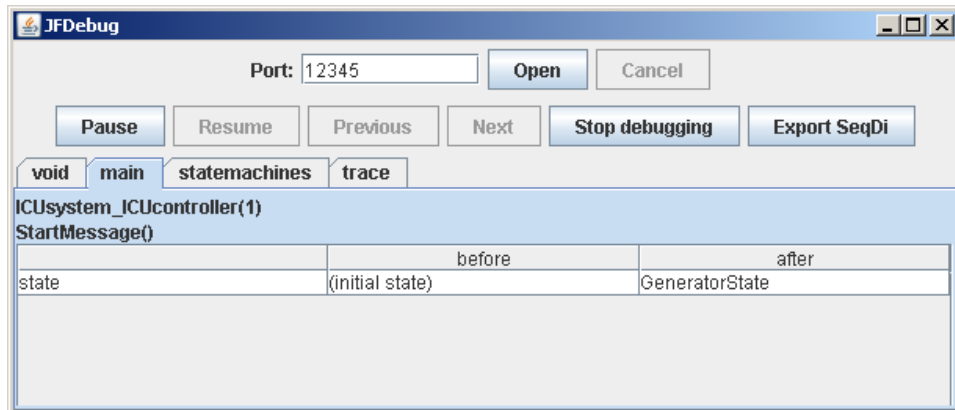 JFDebug
Port: 12345 Open Cancel
Pause Resume Previous Next Stop debugging Export SeqDi
void main statemachines trace
ICUsystem_ICUcontroller(1)
StartMessage()
before after
state (initial state) GeneratorState